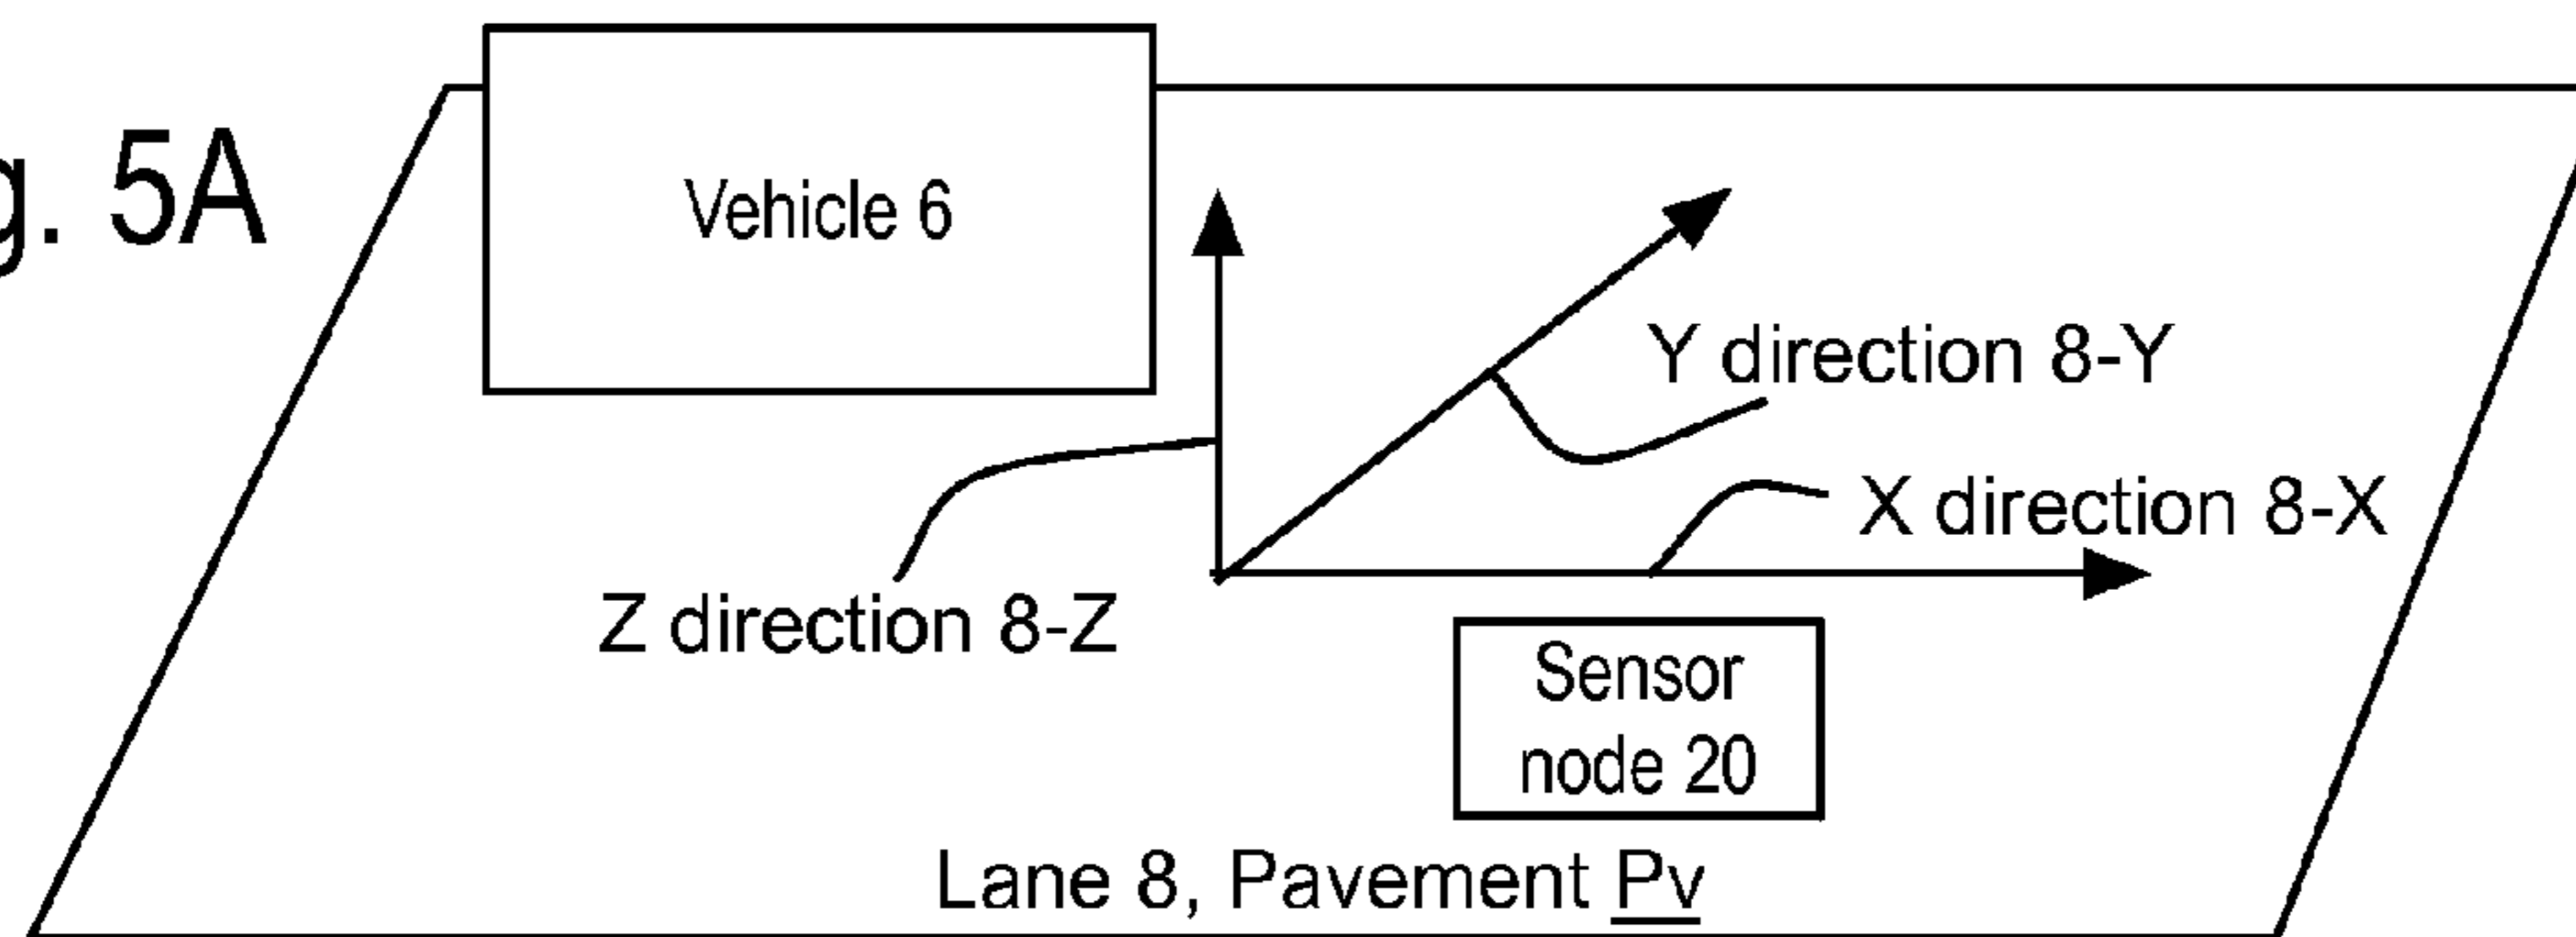 g. 5A
Vehicle 6
Y direction 8-Y
X direction 8-X
Z direction 8-Z
Sensor
node 20
Lane 8, Pavement Pv